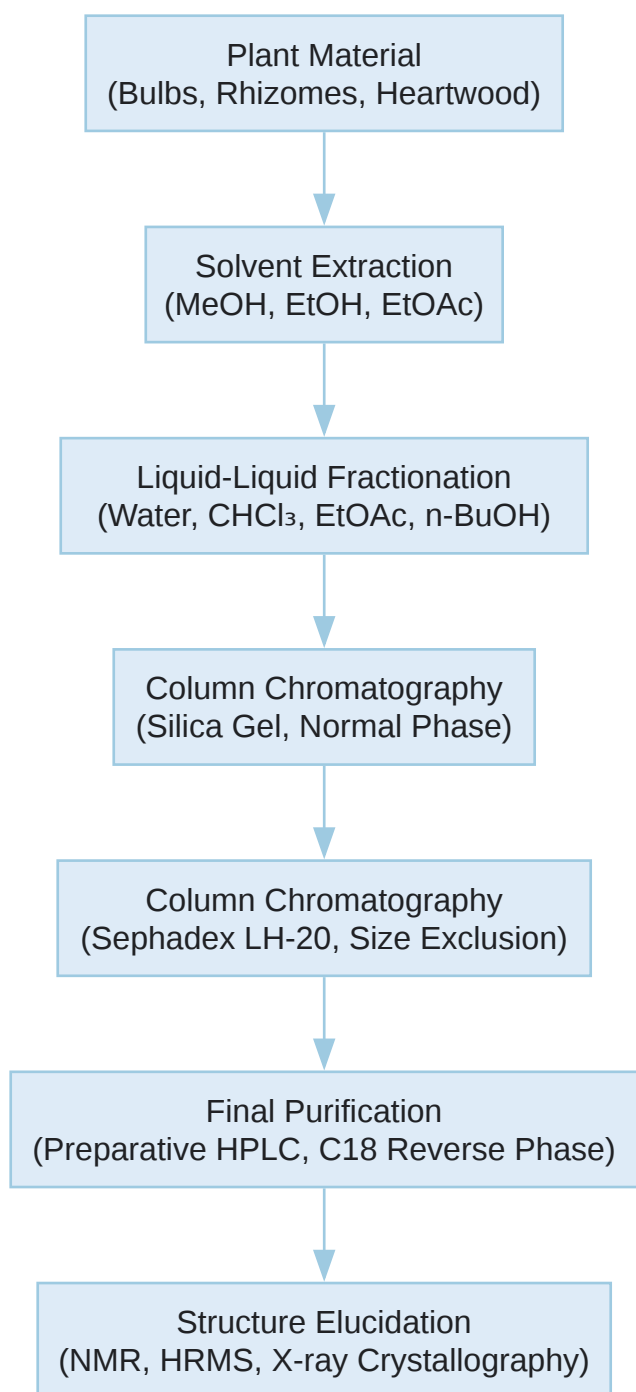 Plant Material
(Bulbs, Rhizomes, Heartwood)
Solvent Extraction
(MeOH, EtOH, EtOAc)
Liquid-Liquid Fractionation
(Water, CHCl₃, EtOAc, n-BuOH)
Column Chromatography
(Silica Gel, Normal Phase)
Column Chromatography
(Sephadex LH-20, Size Exclusion)
Final Purification
(Preparative HPLC, C18 Reverse Phase)
Structure Elucidation
(NMR, HRMS, X-ray Crystallography)